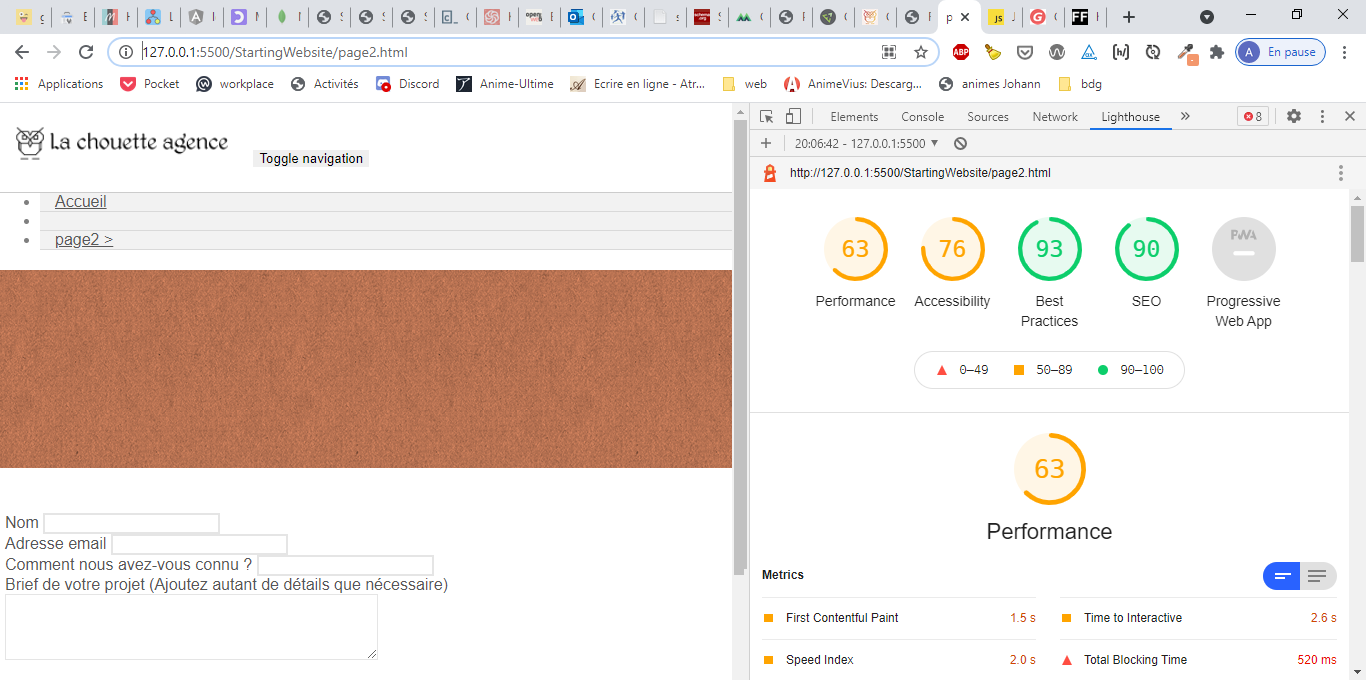 127.0.0.1:5500/StartingWebsite/page2.html
ABP
A
En pause
Applications
Pocket
workplace
Activités
Discord
Anime-Ultime
Ecrire en ligne - Atr...
web
AnimeVius: Descarg...
animes Johann
bdg
La chouette agence
Toggle navigation
Accueil
page2 >
Nom
Adresse email
Comment nous avez-vous connu ?
Brief de votre projet (Ajoutez autant de détails que nécessaire)
Elements
Console
Sources
Network
Lighthouse
8
20:06:42 - 127.0.0.1:5500
http://127.0.0.1:5500/StartingWebsite/page2.html
63
76
93
90
PWA
Performance
Accessibility
Best
Practices
SEO
Progressive
Web App
0–49
50–89
90–100
63
Performance
Metrics
First Contentful Paint
1.5 s
Time to Interactive
2.6 s
Speed Index
2.0 s
Total Blocking Time
520 ms